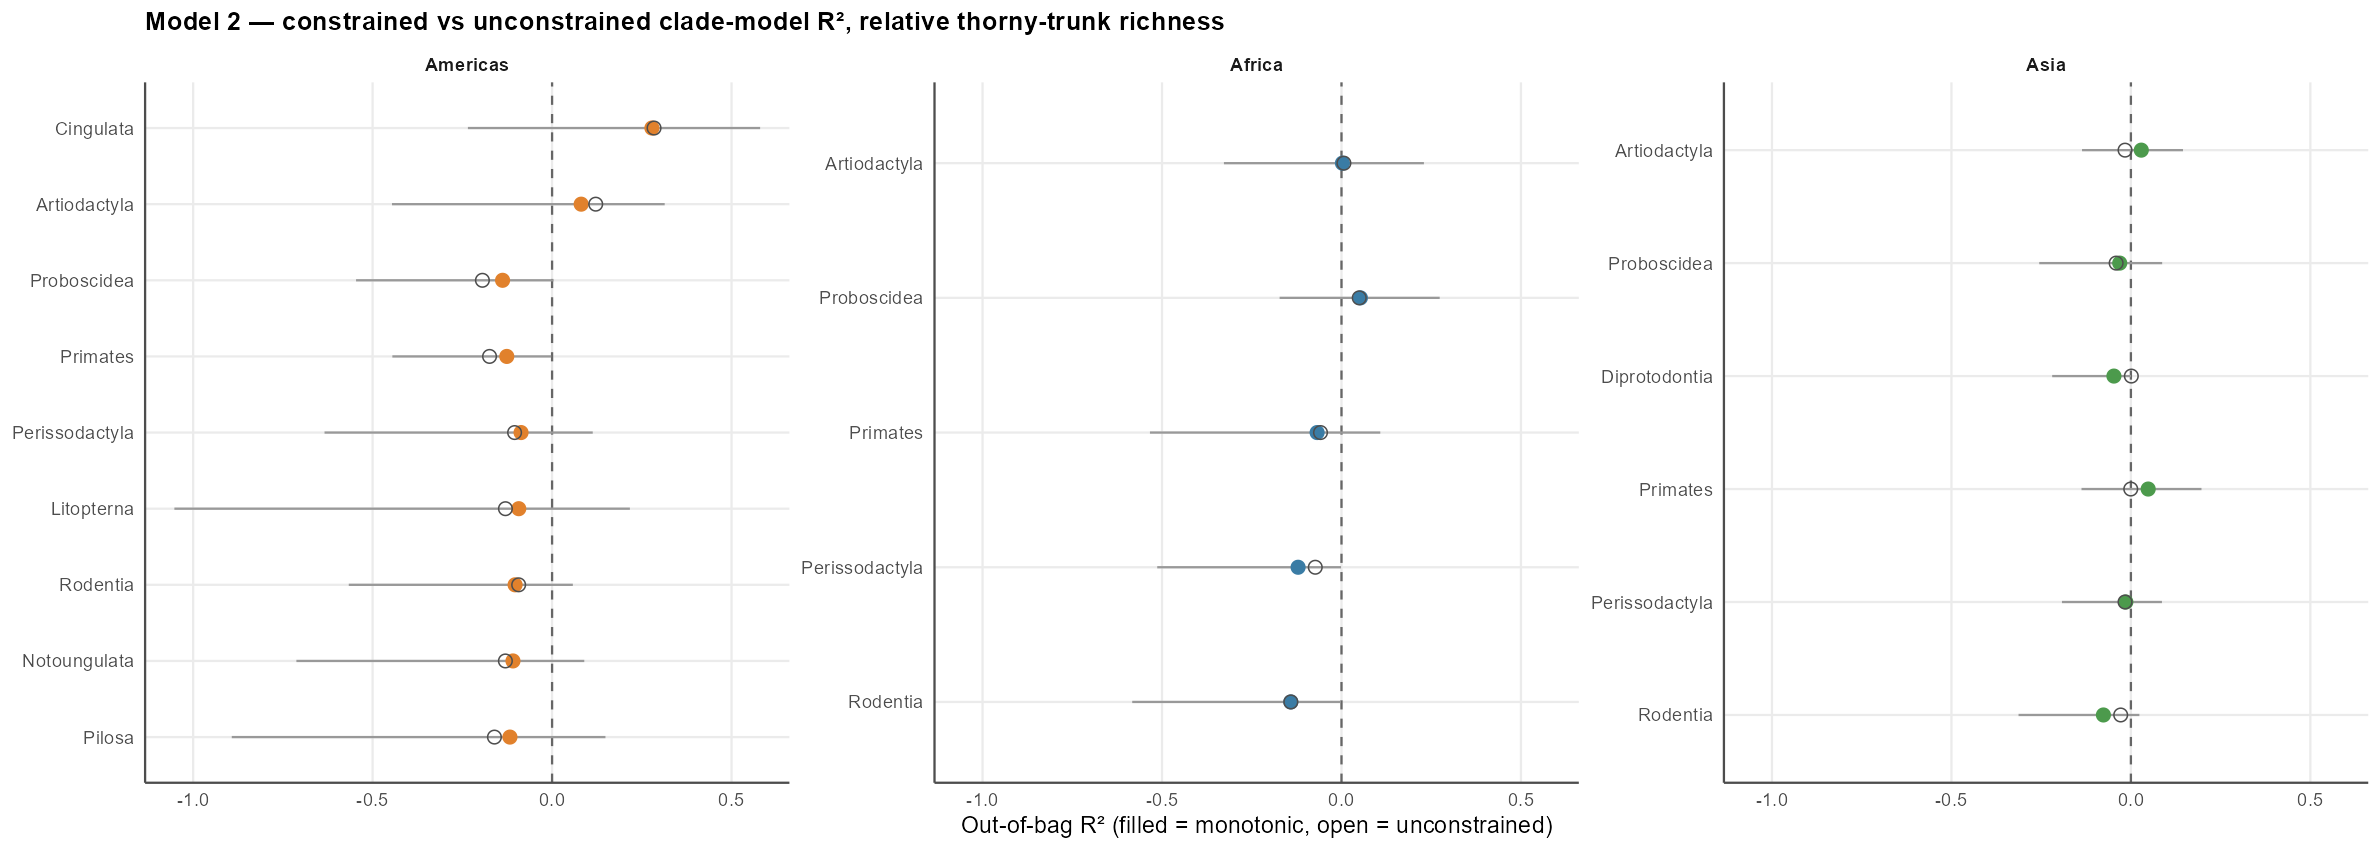 Model 2 — constrained vs unconstrained clade-model R², relative thorny-trunk richness
Americas
Cingulata
Artiodactyla
Proboscidea
Primates
Perissodactyla
Litopterna
Rodentia
Notoungulata
Pilosa
-1.0 -0.5 0.0 0.5
Africa
Artiodactyla
Proboscidea
Primates
Perissodactyla
Rodentia
-1.0 -0.5 0.0 0.5
Asia
Artiodactyla
Proboscidea
Diprotodontia
Primates
Perissodactyla
Rodentia
-1.0 -0.5 0.0 0.5
Out-of-bag R² (filled = monotonic, open = unconstrained)